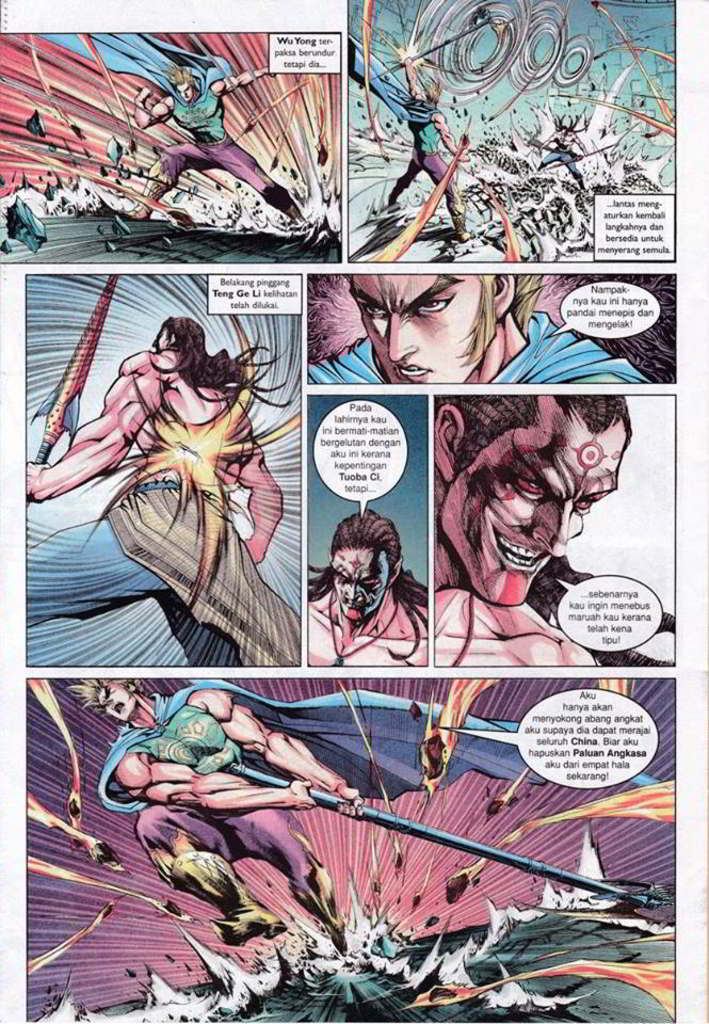 Wu Yong ter-
paksa berundur
tetapi dia...
...lantas meng-
aturkan kembali
langkahnya dan
bersedia untuk
menyerang semula.
Belakang pinggang
Teng Ge Li kelihatan
telah dilukai.
Nampak-
nya kau ini hanya
pandai menepis dan
mengelak!
Pada
lahirnya kau
ini bermati-matian
bergelutan dengan
aku ini kerana
kepentingan
Tuoba Ci,
tetapi...
...sebenarnya
kau ingin menebus
maruah kau kerana
telah kena
tipu!
Aku
hanya akan
menyokong abang angkat
aku supaya dia dapat merajai
seluruh China. Biar aku
hapuskan Paluan Angkasa
aku dari empat hala
sekarang!